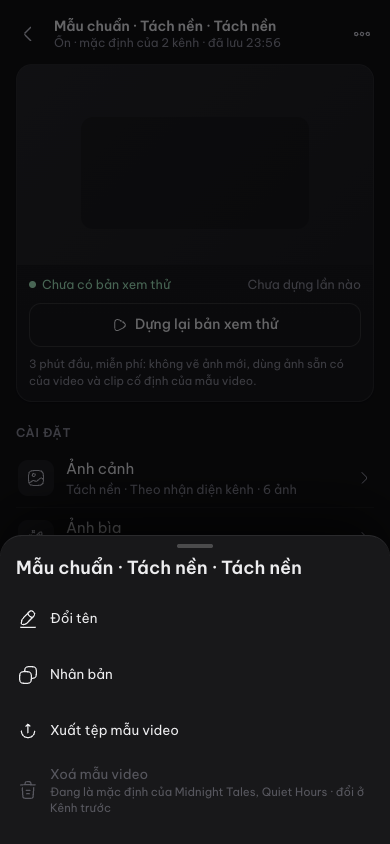 Mẫu chuẩn · Tách nền · Tách nền
Ổn · mặc định của 2 kênh · đã lưu 23:56
Chưa có bản xem thử
Chưa dựng lần nào
Dựng lại bản xem thử
3 phút đầu, miễn phí: không vẽ ảnh mới, dùng ảnh sẵn có
của video và clip cố định của mẫu video.
CÀI ĐẶT
Ảnh cảnh
Tách nền · Theo nhận diện kênh · 6 ảnh
Ảnh bìa
Mẫu chuẩn · Tách nền · Tách nền
Đổi tên
Nhân bản
Xuất tệp mẫu video
Xoá mẫu video
Đang là mặc định của Midnight Tales, Quiet Hours · đổi ở
Kênh trước